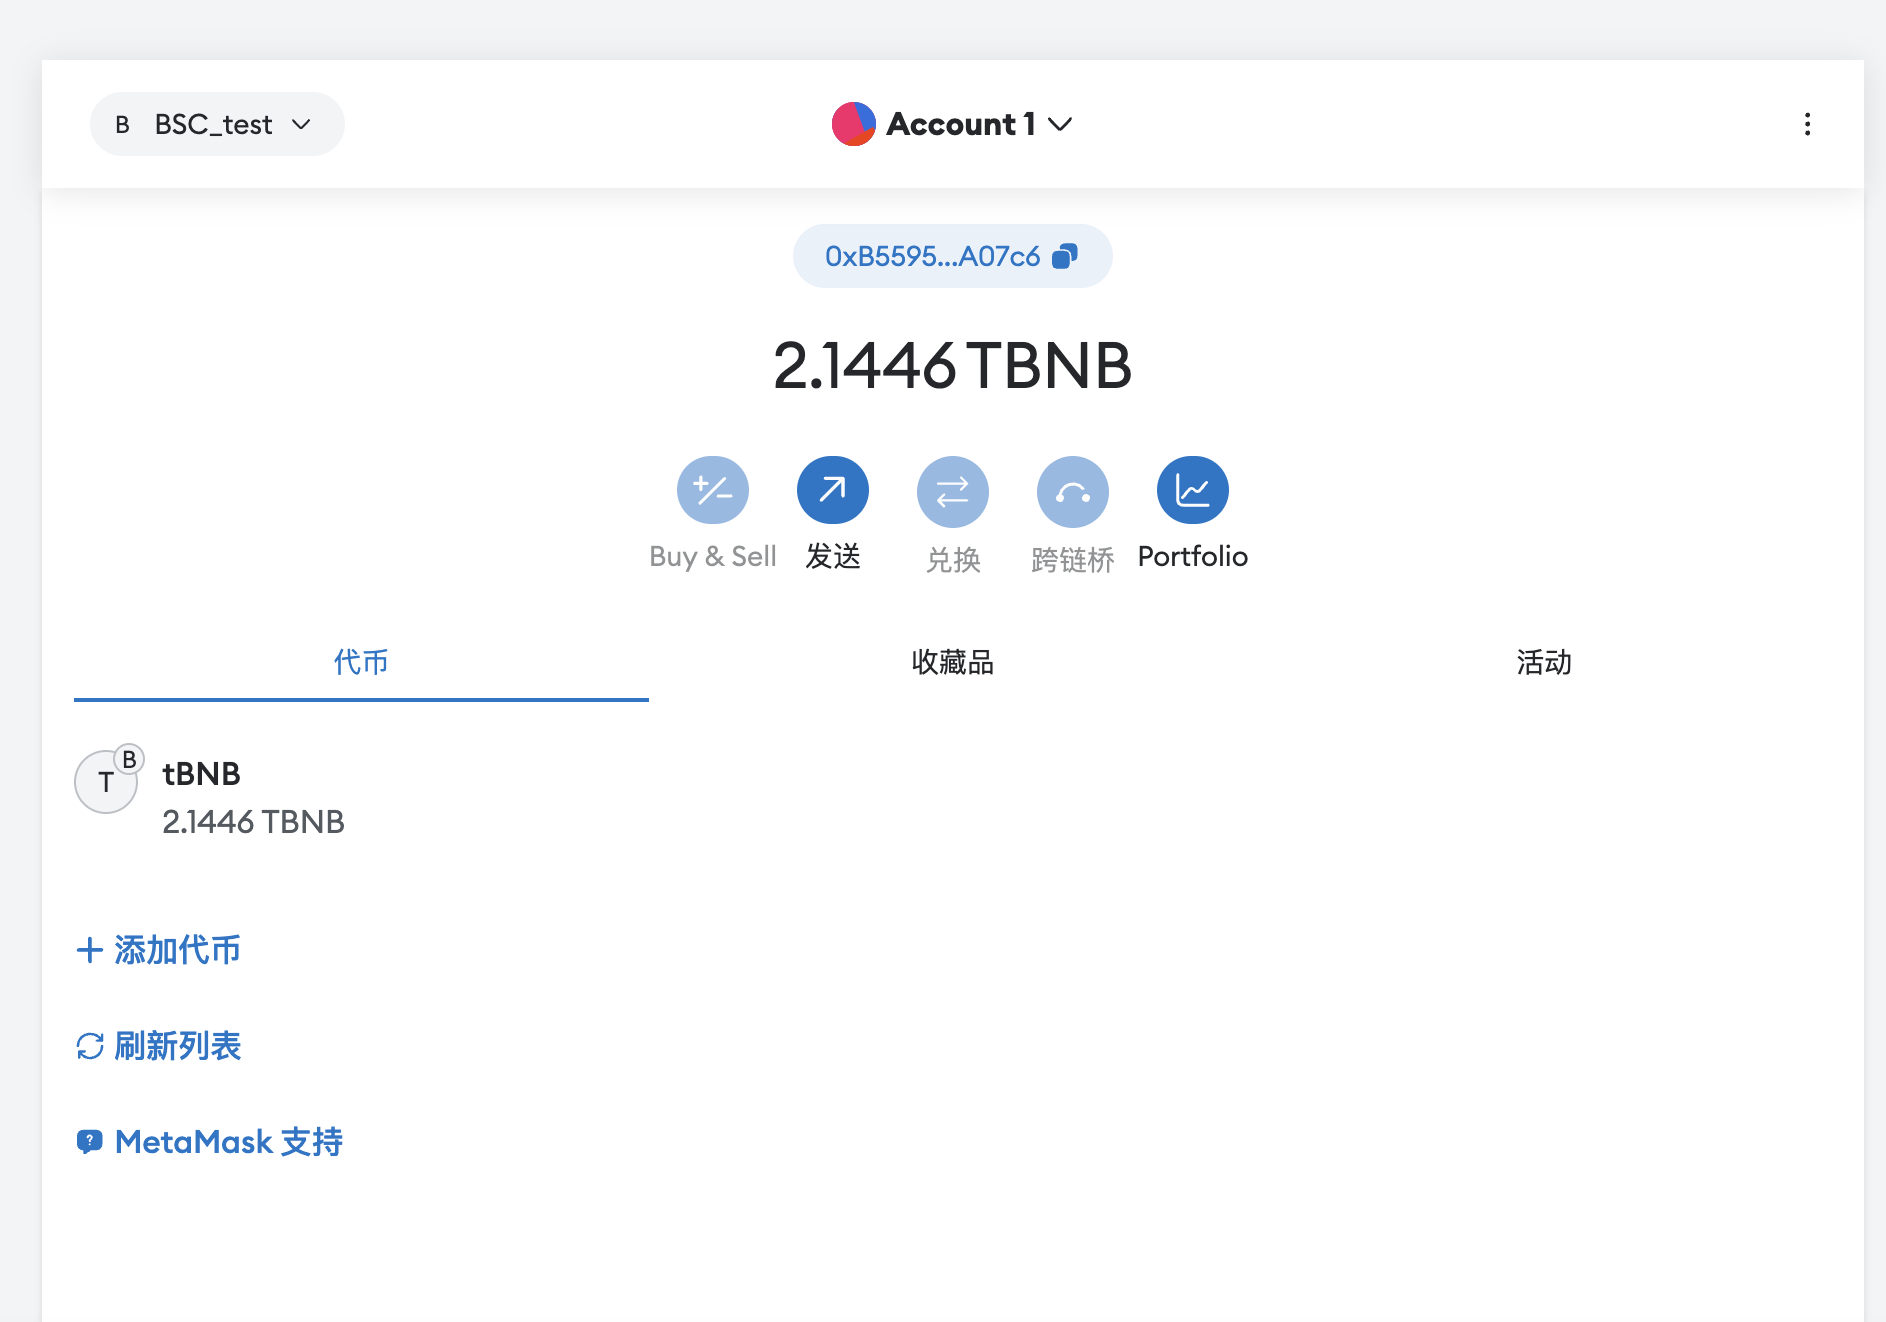 B BSC_test
Account 1
0xB5595...A07c6
2.1446 TBNB
Buy & Sell 发送 兑换 跨链桥 Portfolio
代币 收藏品 活动
T B
tBNB
2.1446 TBNB
添加代币
刷新列表
MetaMask 支持